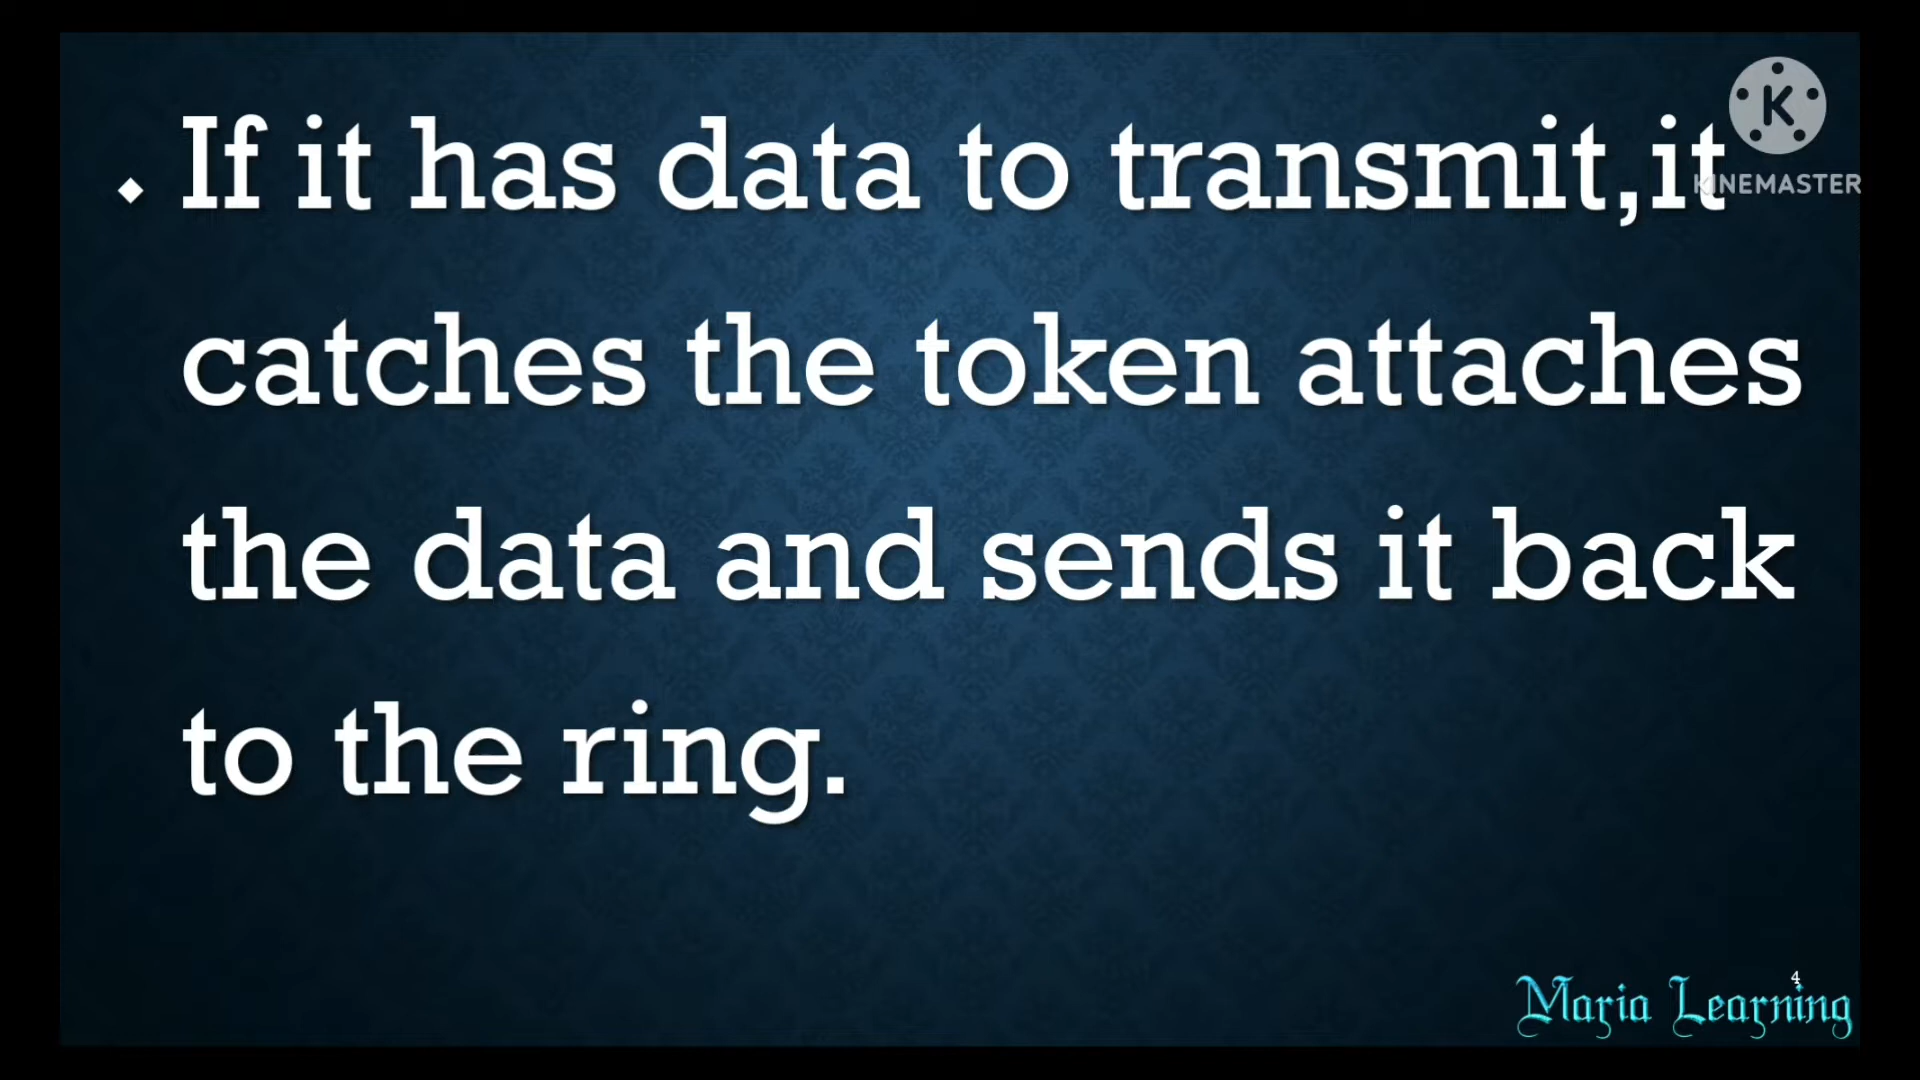 If it has data to transmit,it
catches the token attaches
the data and sends it back
to the ring.
KINEMASTER
4
Maria Learning